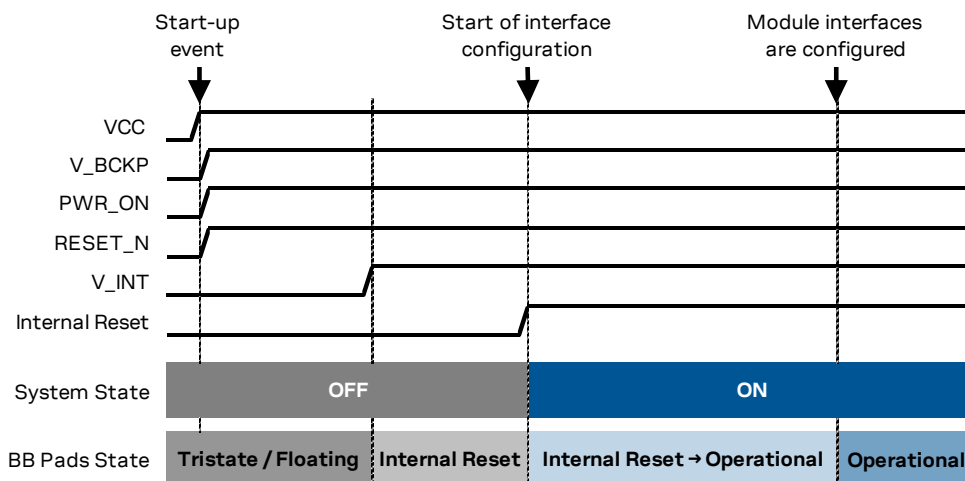 Start-up
event
Start of interface
configuration
Module interfaces
are configured
VCC
V_BCKP
PWR_ON
RESET_N
V_INT
Internal Reset
System State
OFF
ON
BB Pads State
Tristate / Floating
Internal Reset
Internal Reset → Operational
Operational